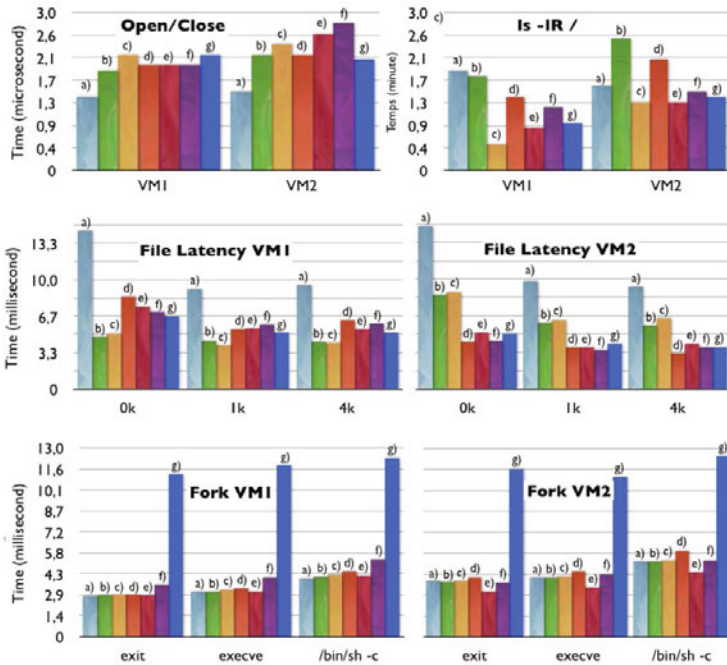 Open/Close
Time (microsecond)
3,0
2,6
2,1
1,7
1,3
0,9
0,4
0
a) b) c) d) e) f) g)
a) b) c) d) e) f) g)
VM1 VM2
c)
Is -IR /
Temps (minute)
3,0
2,6
2,1
1,7
1,3
0,9
0,4
0
a) b) c) d) e) f) g)
a) b) c) d) e) f) g)
VM1 VM2
File Latency VM1
Time (millisecond)
13,3
10,0
6,7
3,3
0
a) b) c) d) e) f) g)
a) b) c) d) e) f) g)
a) b) c) d) e) f) g)
0k 1k 4k
File Latency VM2
a) b) c) d) e) f) g)
a) b) c) d) e) f) g)
a) b) c) d) e) f) g)
0k 1k 4k
Fork VM1
Time (millisecond)
13,0
11,6
10,1
8,7
7,2
5,8
4,3
2,9
1,4
0
a) b) c) d) e) f) g)
a) b) c) d) e) f) g)
a) b) c) d) e) f) g)
exit execve /bin/sh -c
Fork VM2
a) b) c) d) e) f) g)
a) b) c) d) e) f) g)
a) b) c) d) e) f) g)
exit execve /bin/sh -c